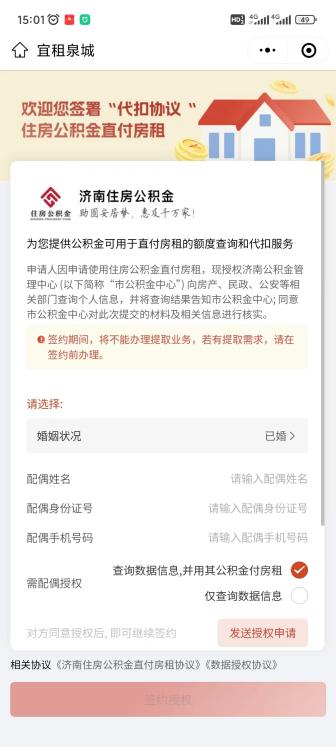 15:01
HD 4G 4G 49
宜租泉城
欢迎您签署“代扣协议“
住房公积金直付房租
住房公积金
济南住房公积金
助圆安居梦，惠及千万家！
为您提供公积金可用于直付房租的额度查询和代扣服务
申请人因申请使用住房公积金直付房租，现授权济南公积金管
理中心 (以下简称“市公积金中心”) 向房产、民政、公安等相
关部门查询个人信息，并将查询结果告知市公积金中心; 同意
市公积金中心对此次提交的材料及相关信息进行核实。
签约期间，将不能办理提取业务，若有提取需求，请在
签约前办理。
请选择:
婚姻状况 已婚
配偶姓名 请输入配偶姓名
配偶身份证号 请输入配偶身份证号
配偶手机号码 请输入配偶手机号码
查询数据信息,并用其公积金付房租
需配偶授权
仅查询数据信息
对方同意授权后, 即可继续签约 发送授权申请
相关协议《济南住房公积金直付房租协议》《数据授权协议》
签约授权